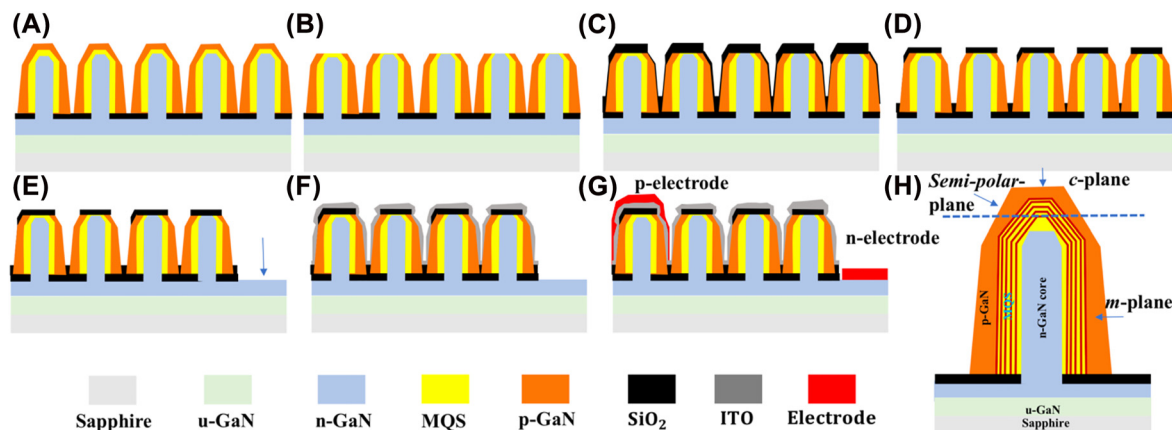 (A)
(B)
(C)
(D)
(E)
(F)
(G)
(H)
p-electrode
n-electrode
Semi-polar-
plane
c-plane
m-plane
p-GaN
MQS
n-GaN core
u-GaN
Sapphire
Sapphire
u-GaN
n-GaN
MQS
p-GaN
SiO₂
ITO
Electrode